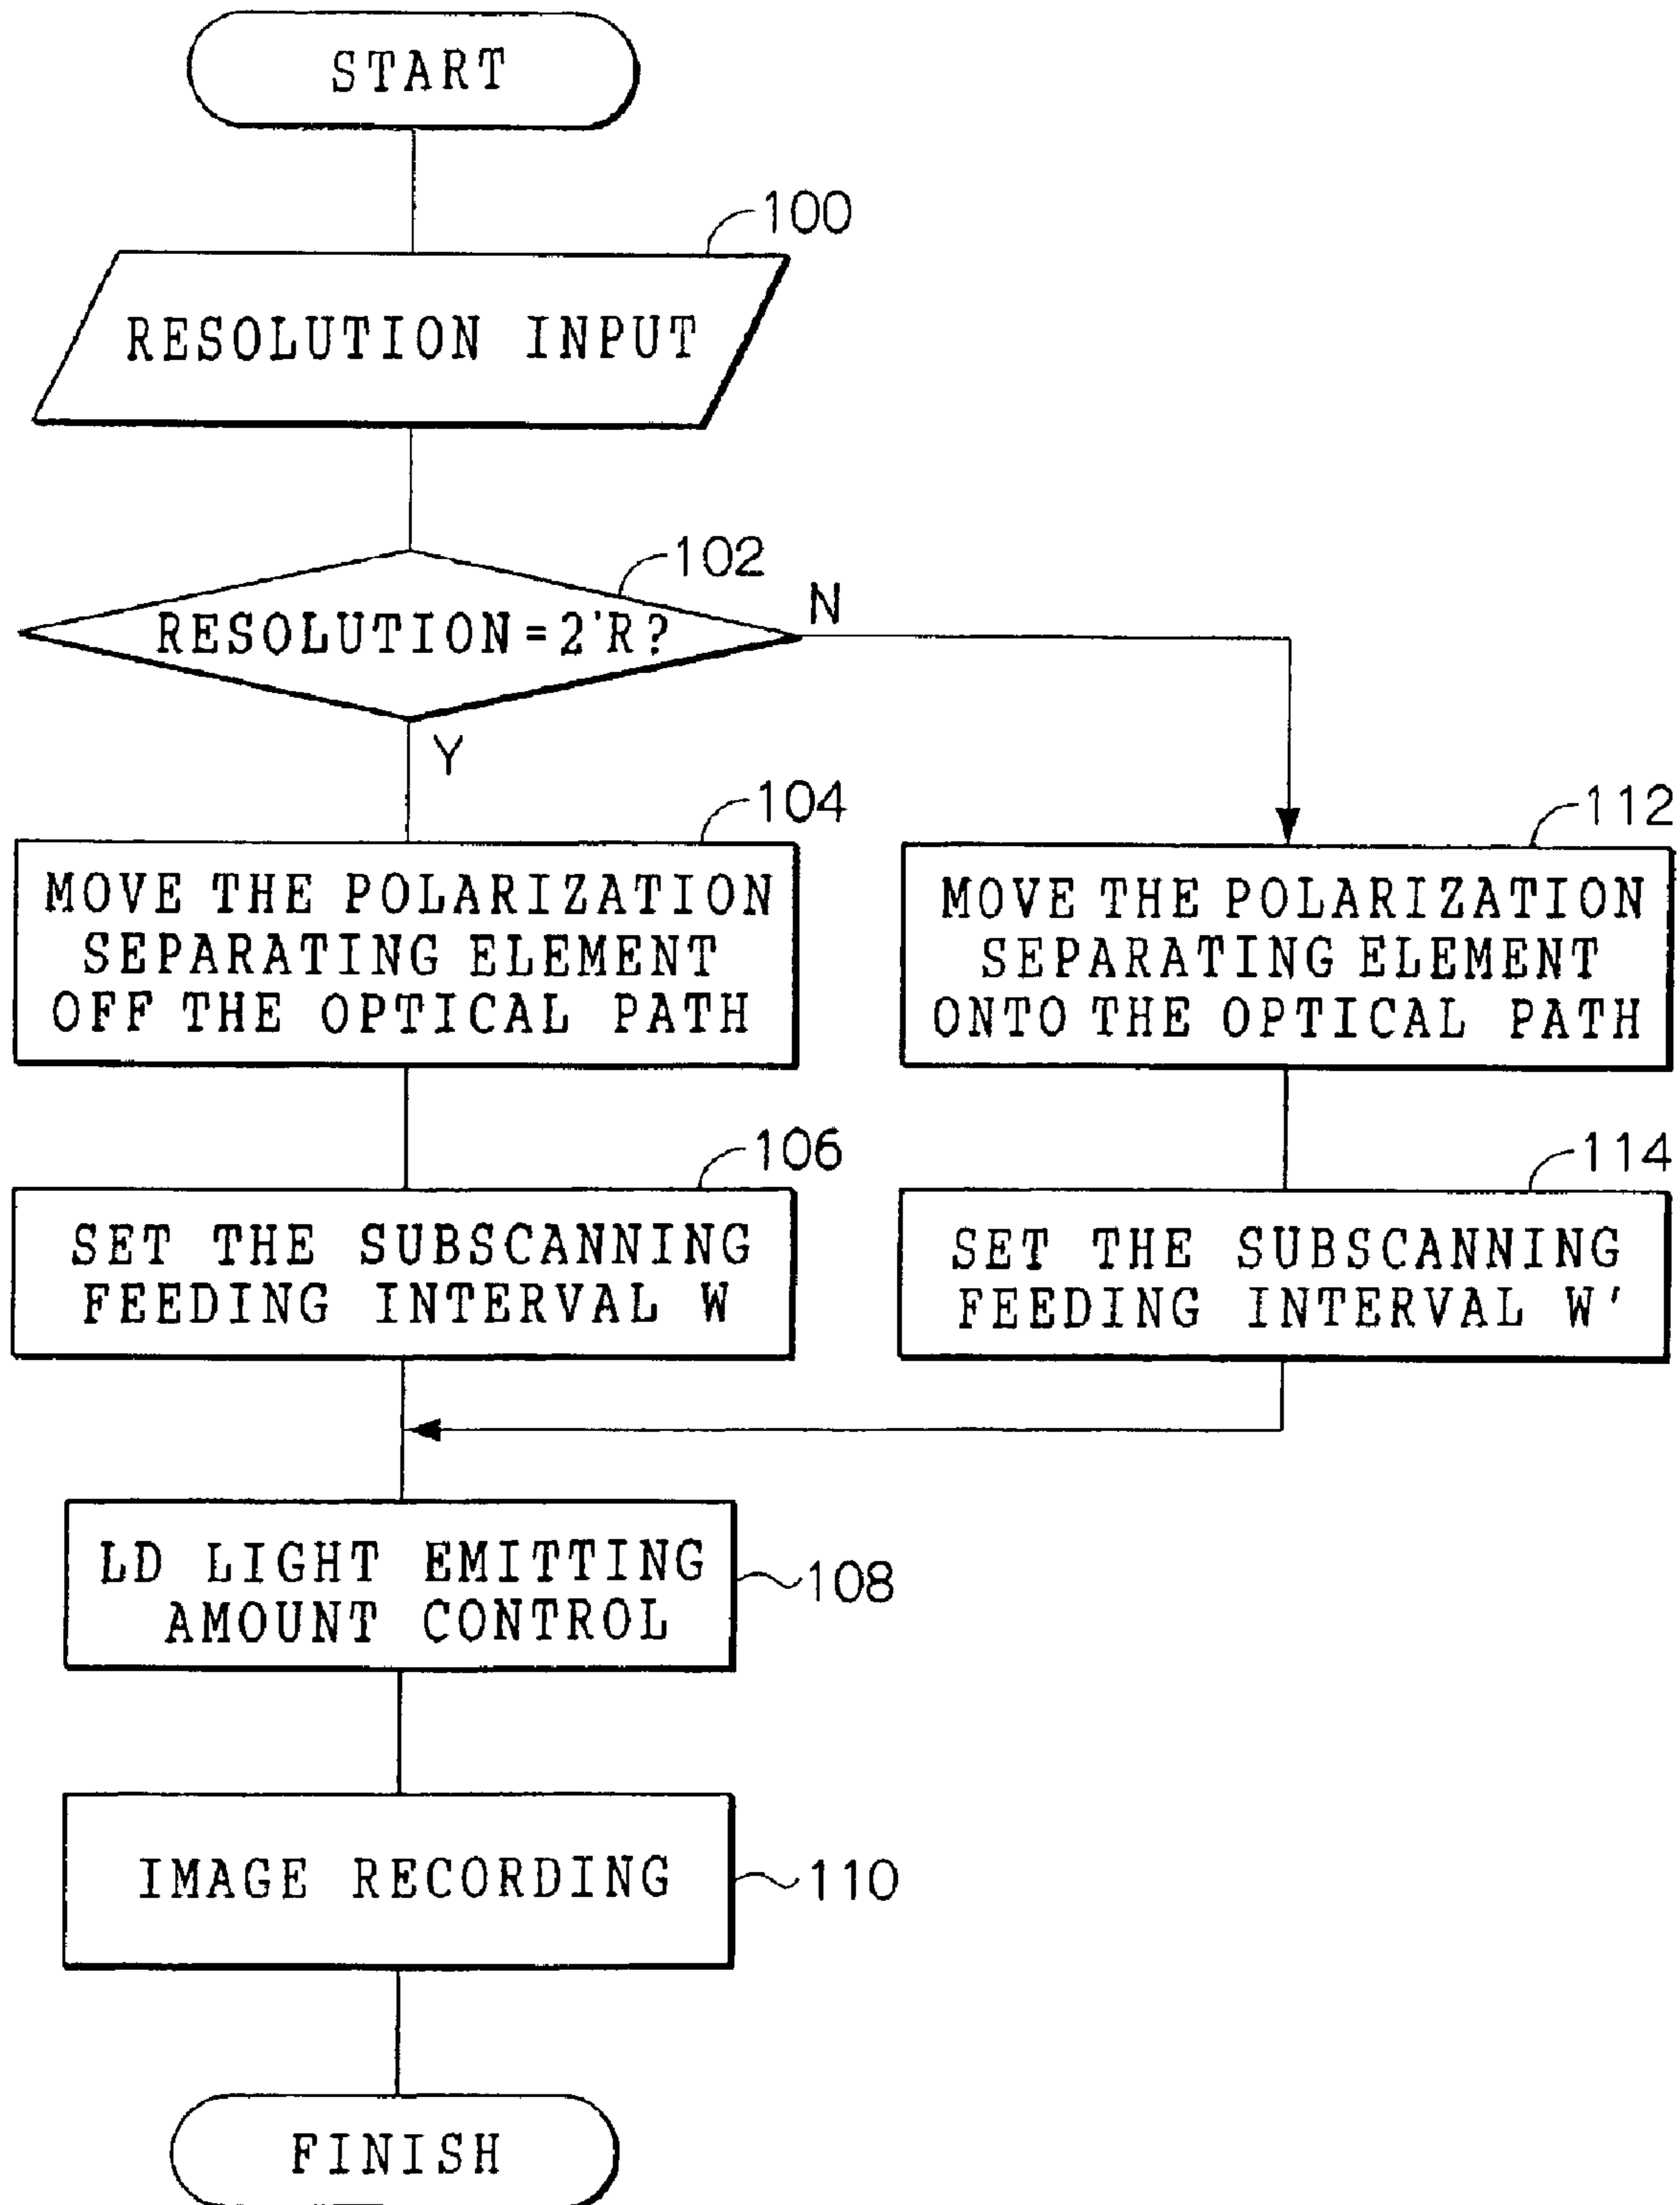 START
100
RESOLUTION INPUT
102
RESOLUTION=2'R?
N
Y
104
MOVE THE POLARIZATION
SEPARATING ELEMENT
OFF THE OPTICAL PATH
112
MOVE THE POLARIZATION
SEPARATING ELEMENT
ONTO THE OPTICAL PATH
106
SET THE SUBSCANNING
FEEDING INTERVAL W
114
SET THE SUBSCANNING
FEEDING INTERVAL W'
LD LIGHT EMITTING
AMOUNT CONTROL
108
IMAGE RECORDING
110
FINISH